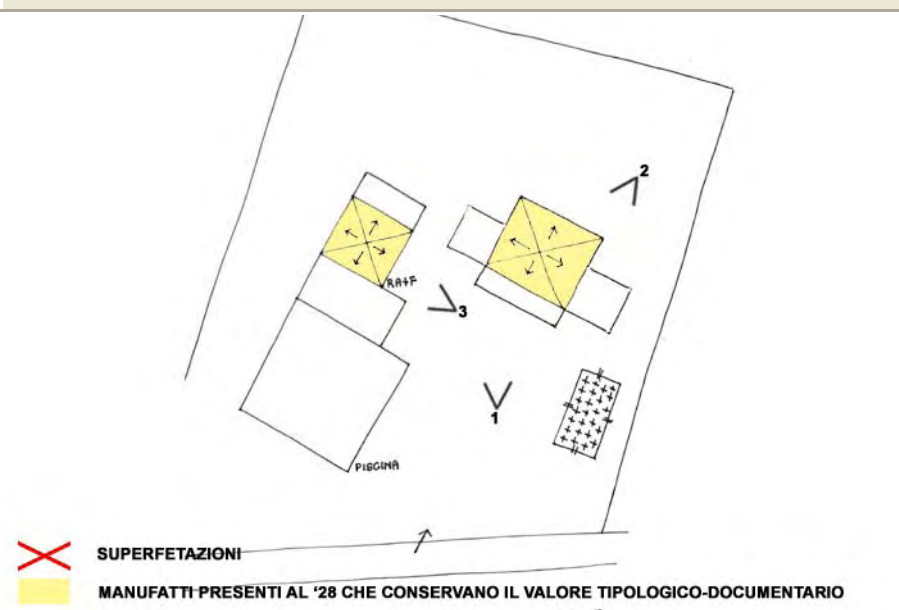 2
RA+F
3
1
PISCINA
SUPERFETAZIONI
MANUFATTI PRESENTI AL ‘28 CHE CONSERVANO IL VALORE TIPOLOGICO-DOCUMENTARIO